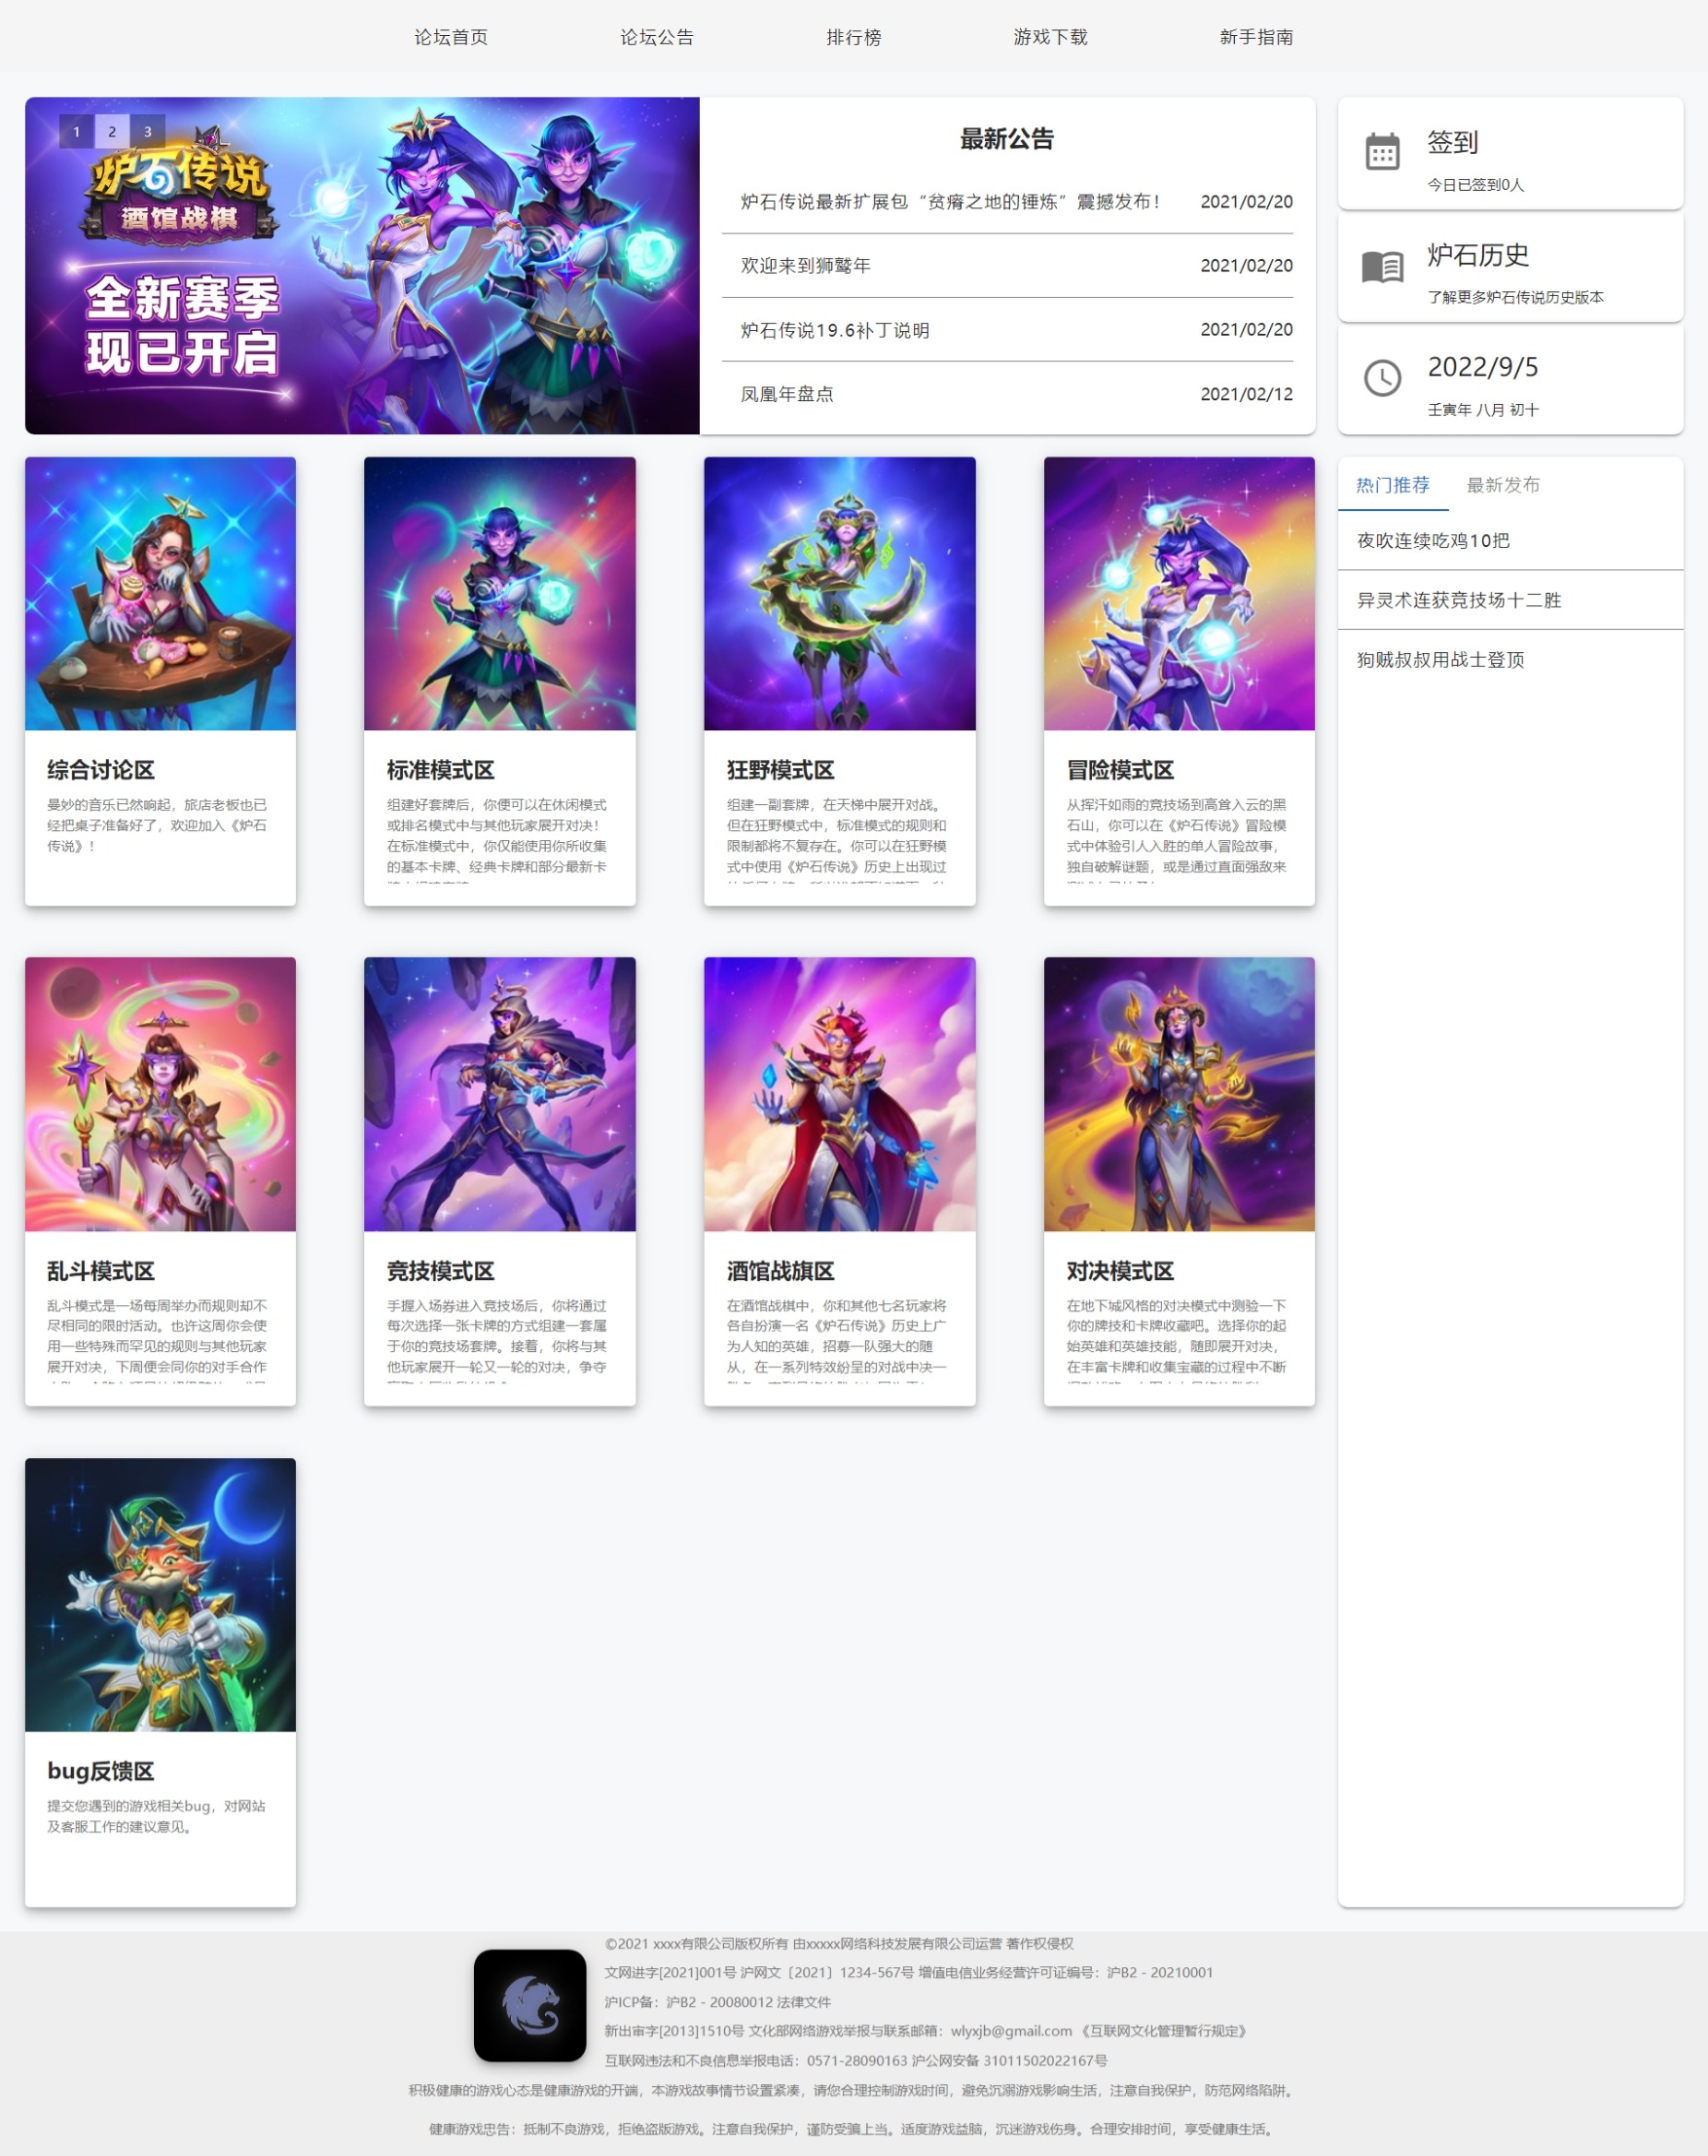 论坛首页 论坛公告 排行榜 游戏下载 新手指南
1 2 3
炉石传说
酒馆战棋
全新赛季
现已开启
最新公告
炉石传说最新扩展包“贫瘠之地的锤炼”震撼发布！ 2021/02/20
欢迎来到狮鹫年 2021/02/20
炉石传说19.6补丁说明 2021/02/20
凤凰年盘点 2021/02/12
签到
今日已签到0人
炉石历史
了解更多炉石传说历史版本
2022/9/5
壬寅年 八月 初十
热门推荐 最新发布
夜吹连续吃鸡10把
异灵术连获竞技场十二胜
狗贼叔叔用战士登顶
综合讨论区
曼妙的音乐已然响起，旅店老板也已
经把桌子准备好了，欢迎加入《炉石
传说》！
标准模式区
组建好套牌后，你便可以在休闲模式
或排名模式中与其他玩家展开对决！
在标准模式中，你仅能使用你所收集
的基本卡牌、经典卡牌和部分最新卡
狂野模式区
组建一副套牌，在天梯中展开对战。
但在狂野模式中，标准模式的规则和
限制都将不复存在。你可以在狂野模
式中使用《炉石传说》历史上出现过
冒险模式区
从挥汗如雨的竞技场到高耸入云的黑
石山，你可以在《炉石传说》冒险模
式中体验引人入胜的单人冒险故事，
独自破解谜题，或是通过直面强敌来
乱斗模式区
乱斗模式是一场每周举办而规则却不
尽相同的限时活动。也许这周你会使
用一些特殊而罕见的规则与其他玩家
展开对决，下周便会同你的对手合作
竞技模式区
手握入场券进入竞技场后，你将通过
每次选择一张卡牌的方式组建一套属
于你的竞技场套牌。接着，你将与其
他玩家展开一轮又一轮的对决，争夺
酒馆战旗区
在酒馆战棋中，你和其他七名玩家将
各自扮演一名《炉石传说》历史上广
为人知的英雄，招募一队强大的随
从，在一系列特效纷呈的对战中决一
对决模式区
在地下城风格的对决模式中测验一下
你的牌技和卡牌收藏吧。选择你的起
始英雄和英雄技能，随即展开对决，
在丰富卡牌和收集宝藏的过程中不断
bug反馈区
提交您遇到的游戏相关bug，对网站
及客服工作的建议意见。
©2021 xxxx有限公司版权所有 由xxxxx网络科技发展有限公司运营 著作权侵权
文网进字[2021]001号 沪网文〔2021〕1234-567号 增值电信业务经营许可证编号：沪B2 - 20210001
沪ICP备：沪B2 - 20080012 法律文件
新出审字[2013]1510号 文化部网络游戏举报与联系邮箱：wlyxjb@gmail.com 《互联网文化管理暂行规定》
互联网违法和不良信息举报电话：0571-28090163 沪公网安备 31011502022167号
积极健康的游戏心态是健康游戏的开端，本游戏故事情节设置紧凑，请您合理控制游戏时间，避免沉溺游戏影响生活，注意自我保护，防范网络陷阱。
健康游戏忠告：抵制不良游戏，拒绝盗版游戏。注意自我保护，谨防受骗上当。适度游戏益脑，沉迷游戏伤身。合理安排时间，享受健康生活。